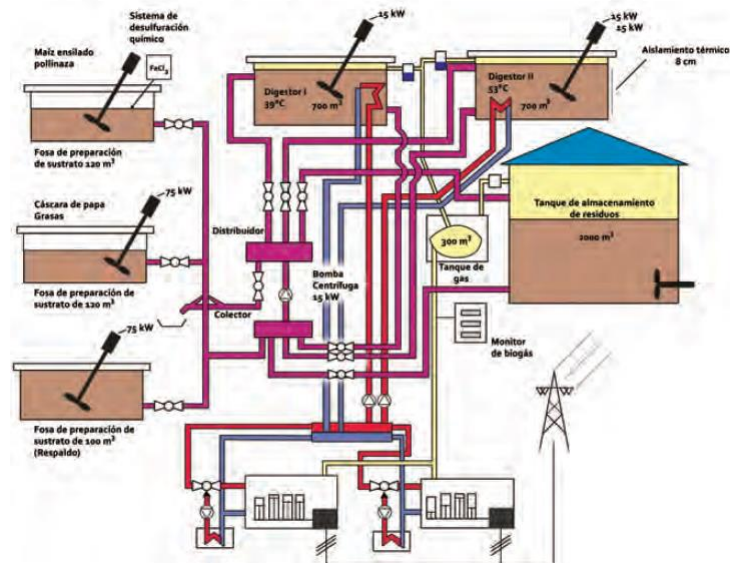 Maíz ensilado
pollinaza
Sistema de
desulfuración
químico
FeCl3
15 kW
Fosa de preparación
de sustrato 120 m³
Cáscara de papa
Grasas
75 kW
Fosa de preparación de
sustrato de 120 m³
75 kW
Fosa de preparación de
sustrato de 100 m³
(Respaldo)
Distribuidor
Colector
Bomba
Centrífuga
15 kW
15 kW
Digestor I
39°C
700 m³
15 kW
15 kW
Digestor II
53°C
700 m³
Aislamiento térmico
8 cm
300 m³
Tanque de
gas
Tanque de almacenamiento
de residuos
2000 m³
Monitor
de biogás